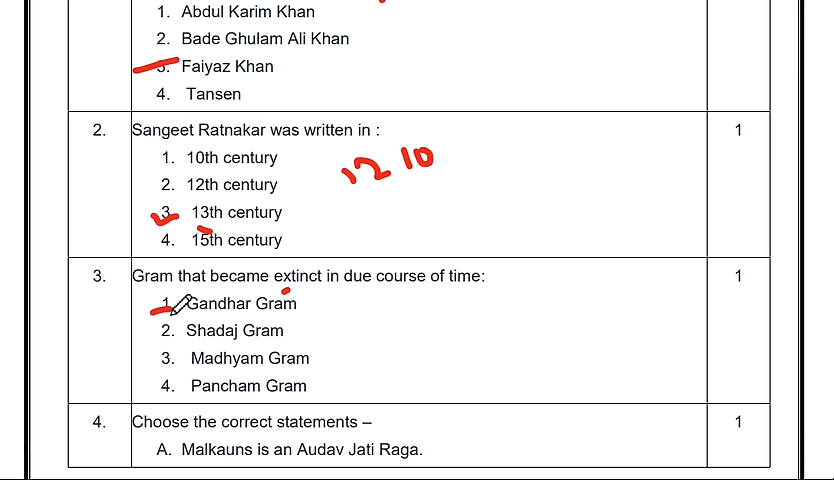 1. Abdul Karim Khan
2. Bade Ghulam Ali Khan
3. Faiyaz Khan
4. Tansen
2. Sangeet Ratnakar was written in : 1
1. 10th century
2. 12th century
12 10
3. 13th century
4. 15th century
3. Gram that became extinct in due course of time: 1
1. Gandhar Gram
2. Shadaj Gram
3. Madhyam Gram
4. Pancham Gram
4. Choose the correct statements – 1
A. Malkauns is an Audav Jati Raga.